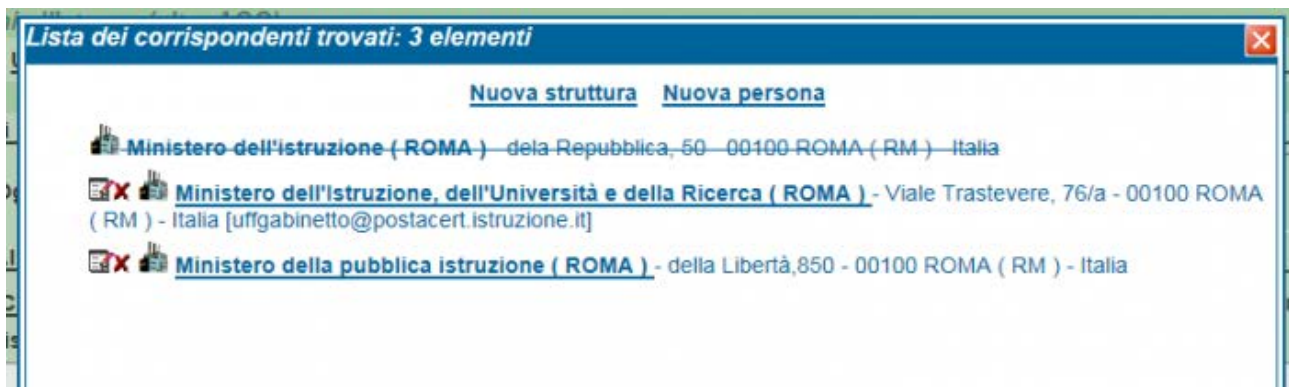 Lista dei corrispondenti trovati: 3 elementi
Nuova struttura Nuova persona
Ministero dell'istruzione ( ROMA ) - dela Repubblica, 50 - 00100 ROMA ( RM ) - Italia
Ministero dell'Istruzione, dell'Università e della Ricerca ( ROMA ) - Viale Trastevere, 76/a - 00100 ROMA
( RM ) - Italia [uffgabinetto@postacert.istruzione.it]
Ministero della pubblica istruzione ( ROMA ) - della Libertà,850 - 00100 ROMA ( RM ) - Italia